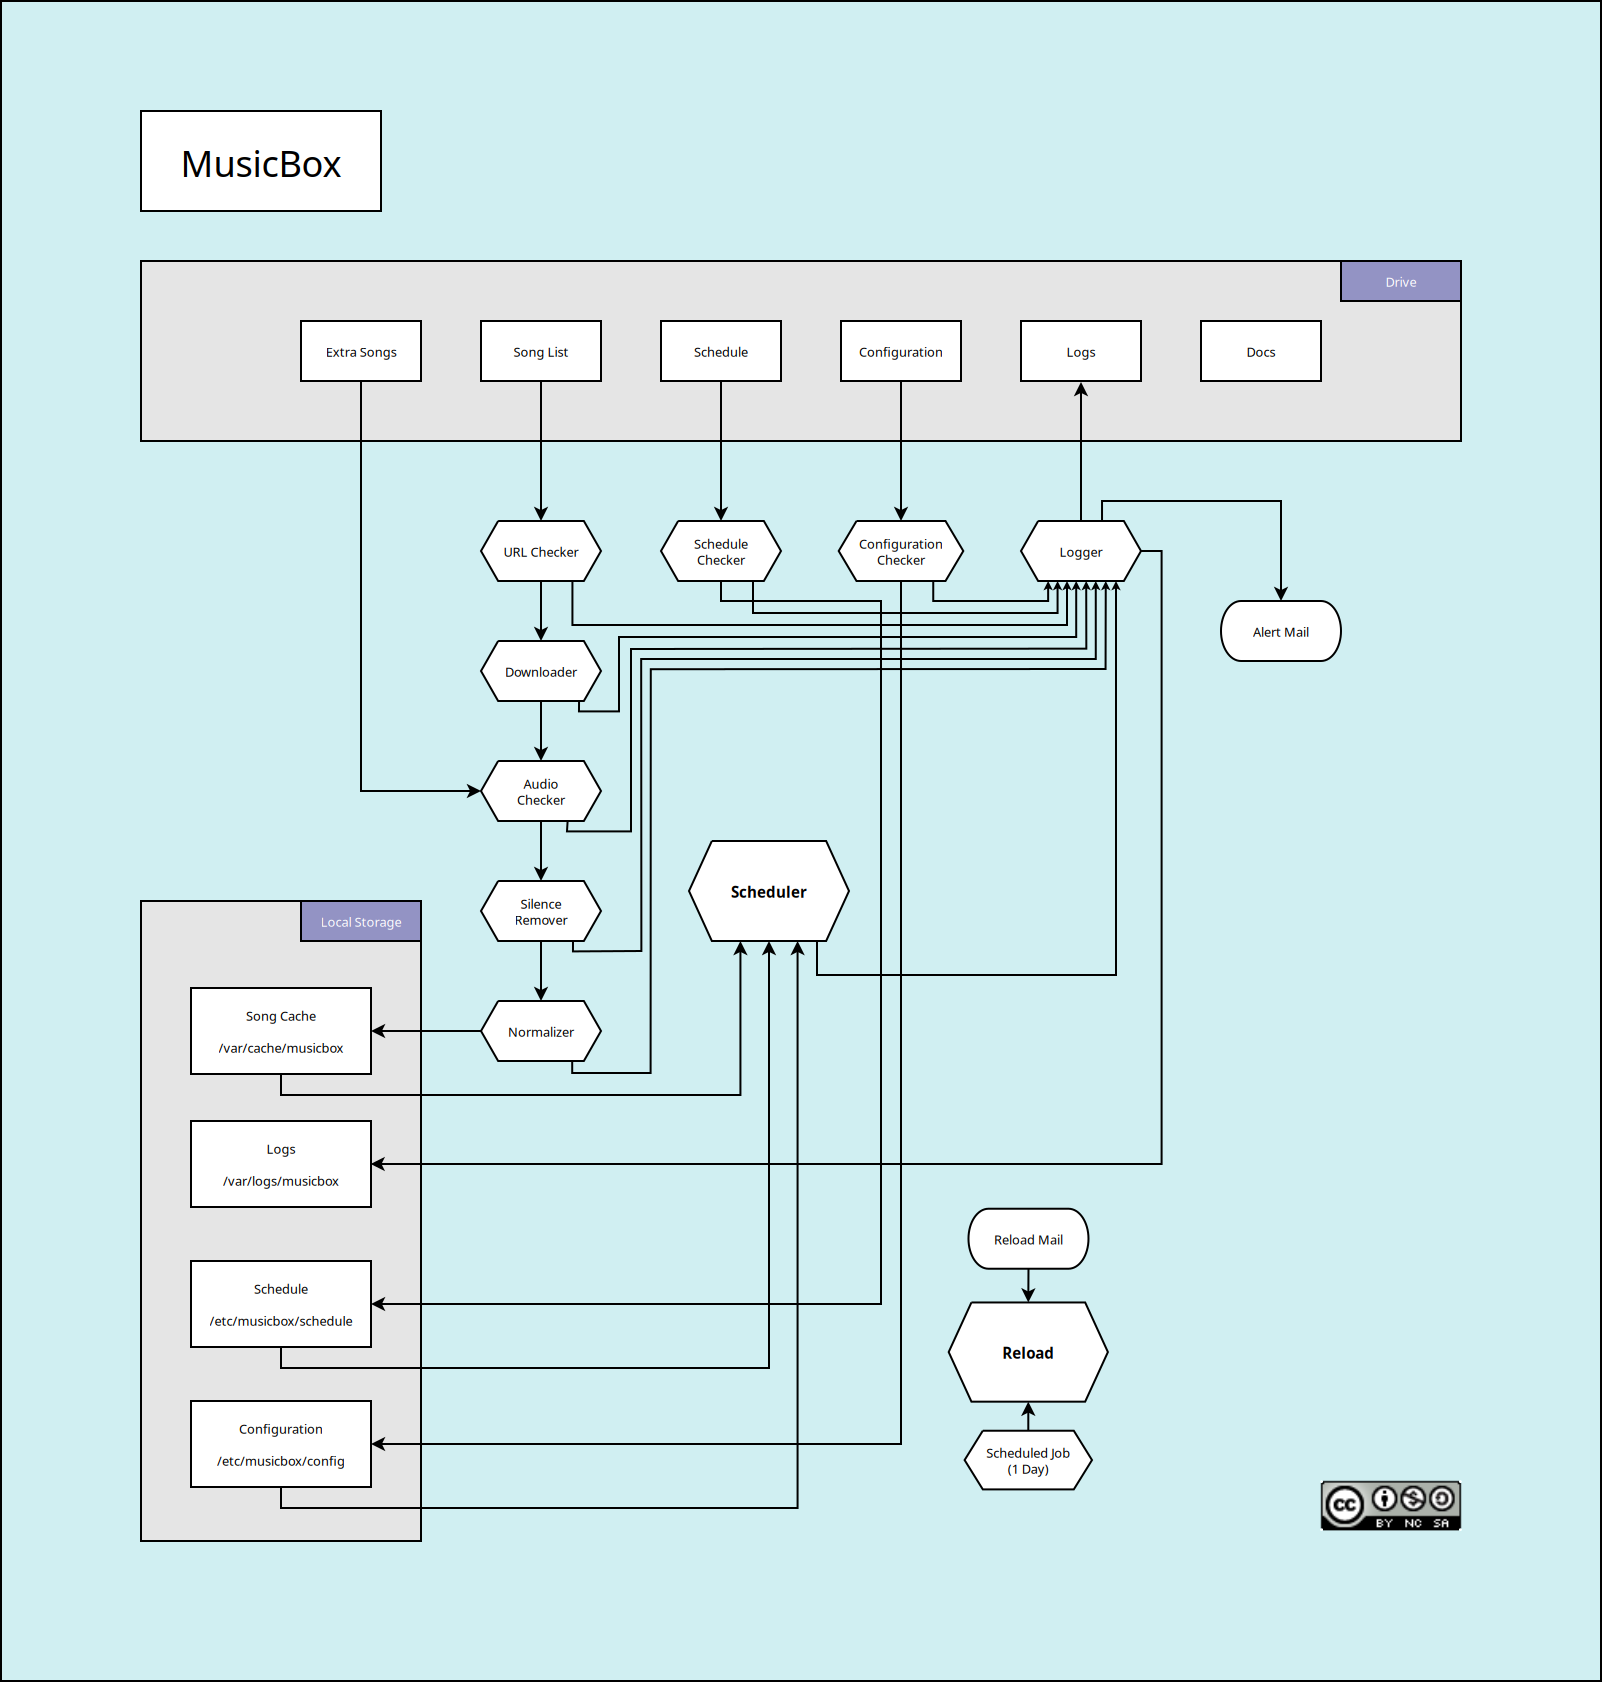 MusicBox
Drive
Extra Songs
Song List
Schedule
Configuration
Logs
Docs
URL Checker
Schedule
Checker
Configuration
Checker
Logger
Alert Mail
Downloader
Audio
Checker
Scheduler
Silence
Remover
Local Storage
Song Cache
/var/cache/musicbox
Normalizer
Logs
/var/logs/musicbox
Reload Mail
Schedule
/etc/musicbox/schedule
Reload
Configuration
/etc/musicbox/config
Scheduled Job
(1 Day)
cc
BY NC SA